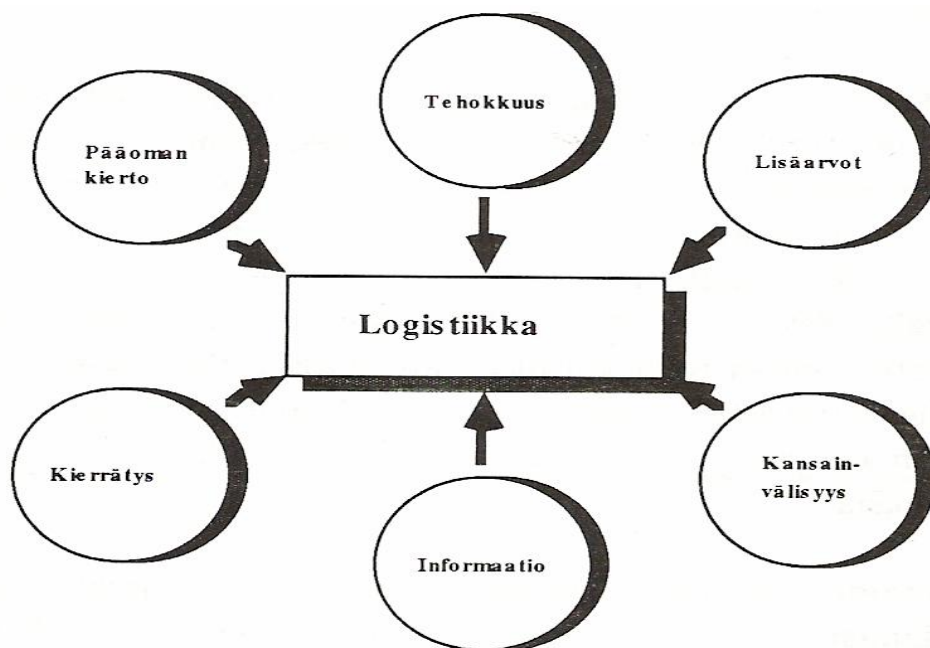 Tehokkuus
Pääoman
kierto
Lisäarvot
Logistiikka
Kierrätys
Kansain-
välisyys
Informaatio